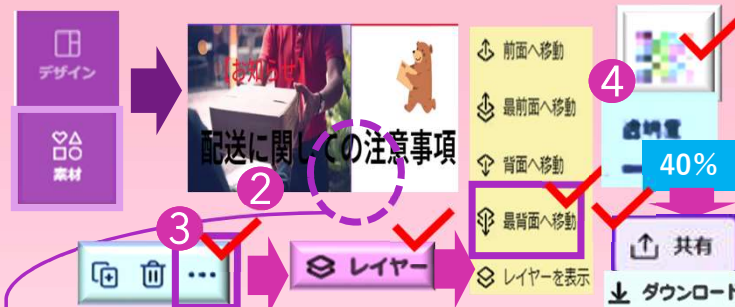 デザイン
素材
【お知らせ】
配送に関しての注意事項
②
③
•••
レイヤー
前面へ移動
最前面へ移動
背面へ移動
最背面へ移動
レイヤーを表示
④
透明度
40%
共有
ダウンロード